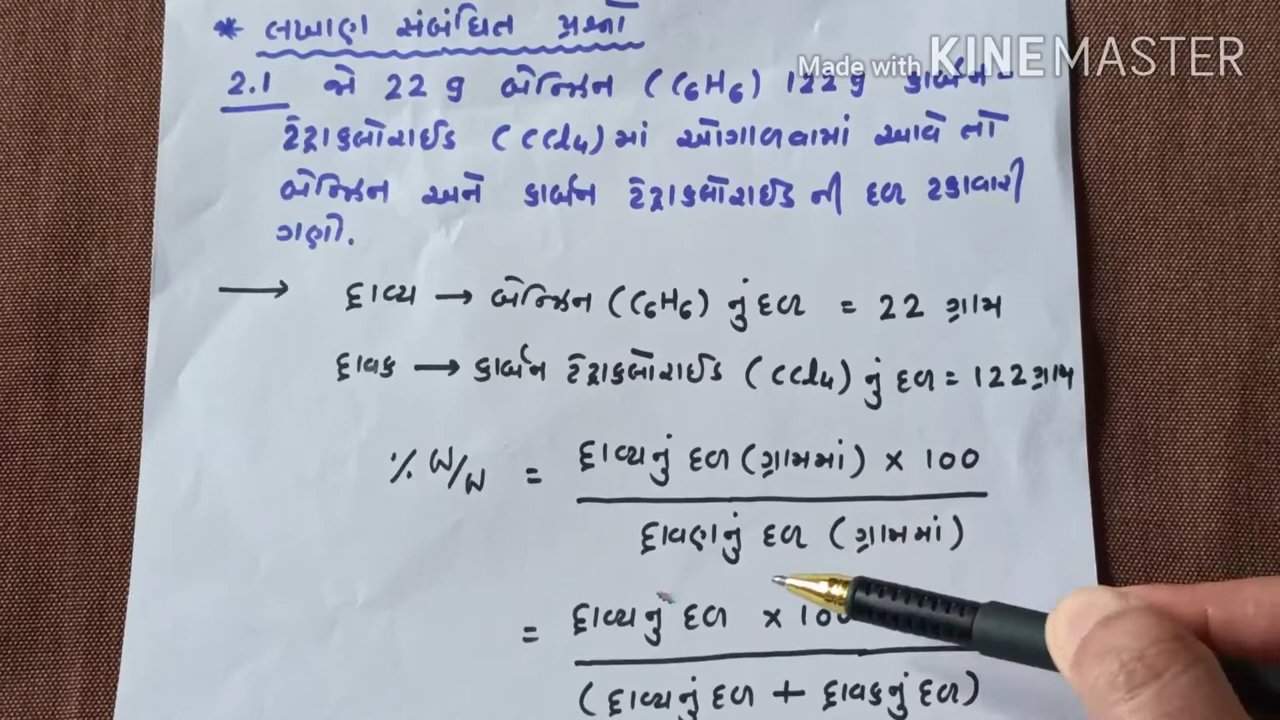 * લખાણ સંબંધિત પ્રશ્નો
Made with KINEMASTER
2.1 જો 22 g બેન્ઝિન (C6H6) 122 g કાર્બન-
ટેટ્રાક્લોરાઈડ (CCl4) માં ઓગાળવામાં આવે તો
બેન્ઝિન અને કાર્બન ટેટ્રાક્લોરાઈડ ની દળ ટકાવારી
ગણો.
→ દ્રાવ્ય → બેન્ઝિન (C6H6) નું દળ = 22 ગ્રામ
દ્રાવક → કાર્બન ટેટ્રાક્લોરાઈડ (CCl4) નું દળ = 122 ગ્રામ
% W/W = દ્રાવ્યનું દળ (ગ્રામમાં) × 100
દ્રાવણનું દળ (ગ્રામમાં)
= દ્રાવ્યનું દળ × 100
(દ્રાવ્યનું દળ + દ્રાવકનું દળ)